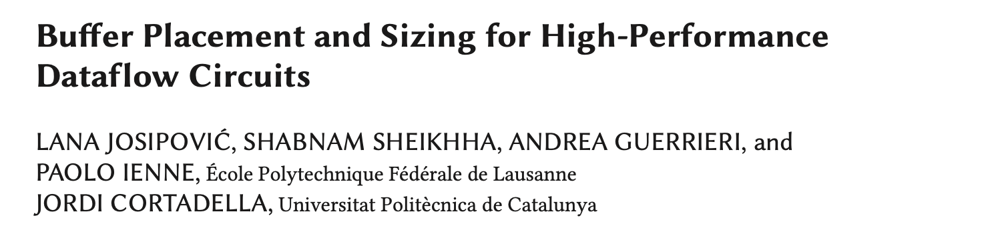 Buffer Placement and Sizing for High-Performance
Dataflow Circuits
LANA JOSIPOVIĆ, SHABNAM SHEIKHHA, ANDREA GUERRIERI, and
PAOLO IENNE, École Polytechnique Fédérale de Lausanne
JORDI CORTADELLA, Universitat Politècnica de Catalunya